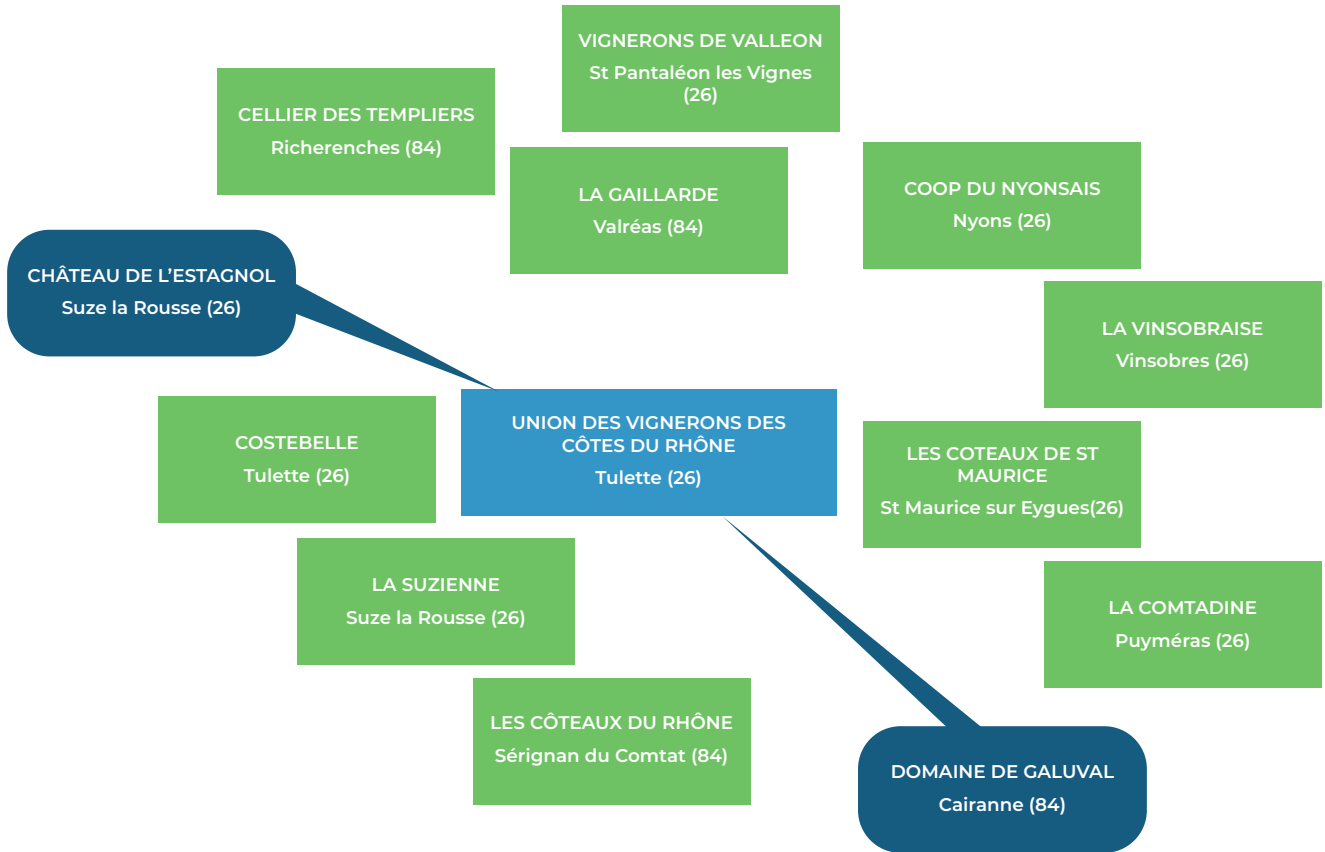 VIGNERONS DE VALLEON
St Pantaléon les Vignes
(26)
CELLIER DES TEMPLIERS
Richerenches (84)
LA GAILLARDE
Valréas (84)
COOP DU NYONSAIS
Nyons (26)
CHÂTEAU DE L’ESTAGNOL
Suze la Rousse (26)
LA VINSOBRAISE
Vinsobres (26)
COSTEBELLE
Tulette (26)
UNION DES VIGNERONS DES
CÔTES DU RHÔNE
Tulette (26)
LES COTEAUX DE ST
MAURICE
St Maurice sur Eygues(26)
LA SUZIENNE
Suze la Rousse (26)
LA COMTADINE
Puyméras (26)
LES CÔTEAUX DU RHÔNE
Sérignan du Comtat (84)
DOMAINE DE GALUVAL
Cairanne (84)